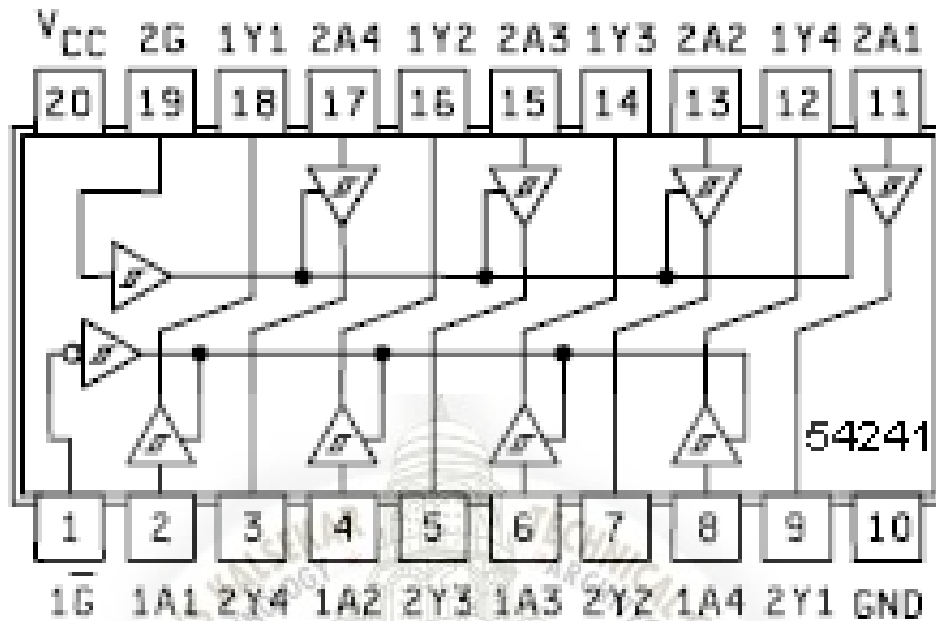 VCC 2G 1Y1 2A4 1Y2 2A3 1Y3 2A2 1Y4 2A1
20 19 18 17 16 15 14 13 12 11
54241
1 2 3 4 5 6 7 8 9 10
KALSEKAR TECHNICAL
1G̅ 1A1 2Y4 1A2 2Y3 1A3 2Y2 1A4 2Y1 GND